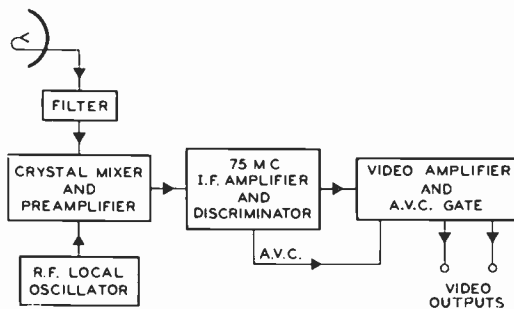 FILTER
CRYSTAL MIXER
AND
PREAMPLIFIER
R.F. LOCAL
OSCILLATOR
75 MC
I.F. AMPLIFIER
AND
DISCRIMINATOR
A.V.C.
VIDEO AMPLIFIER
AND
A.V.C. GATE
VIDEO
OUTPUTS